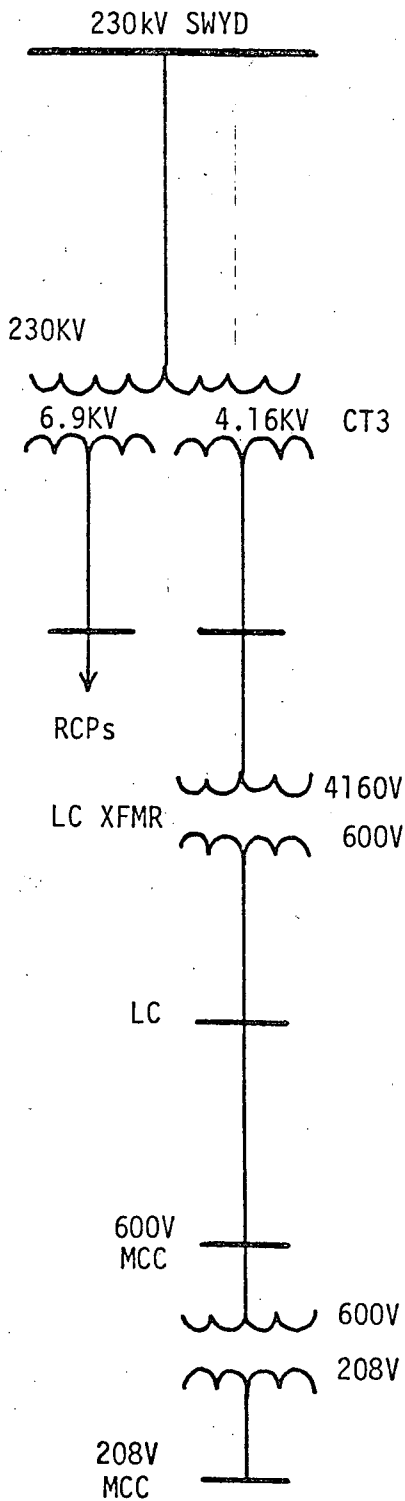 230kV SWYD
230KV
6.9KV 4.16KV CT3
RCPs
4160V
LC XFMR
600V
LC
600V
MCC
600V
208V
208V
MCC